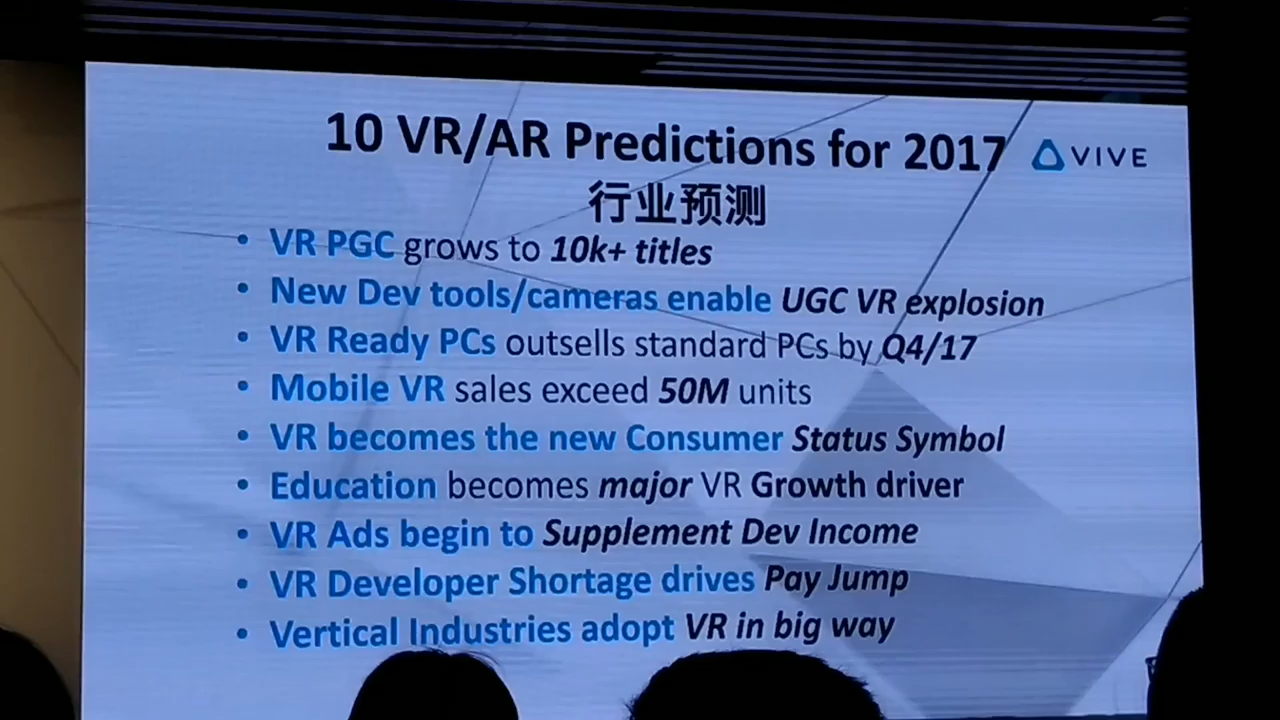 10 VR/AR Predictions for 2017
VIVE
行业预测
• VR PGC grows to 10k+ titles
• New Dev tools/cameras enable UGC VR explosion
• VR Ready PCs outsells standard PCs by Q4/17
• Mobile VR sales exceed 50M units
• VR becomes the new Consumer Status Symbol
• Education becomes major VR Growth driver
• VR Ads begin to Supplement Dev Income
• VR Developer Shortage drives Pay Jump
• Vertical Industries adopt VR in big way